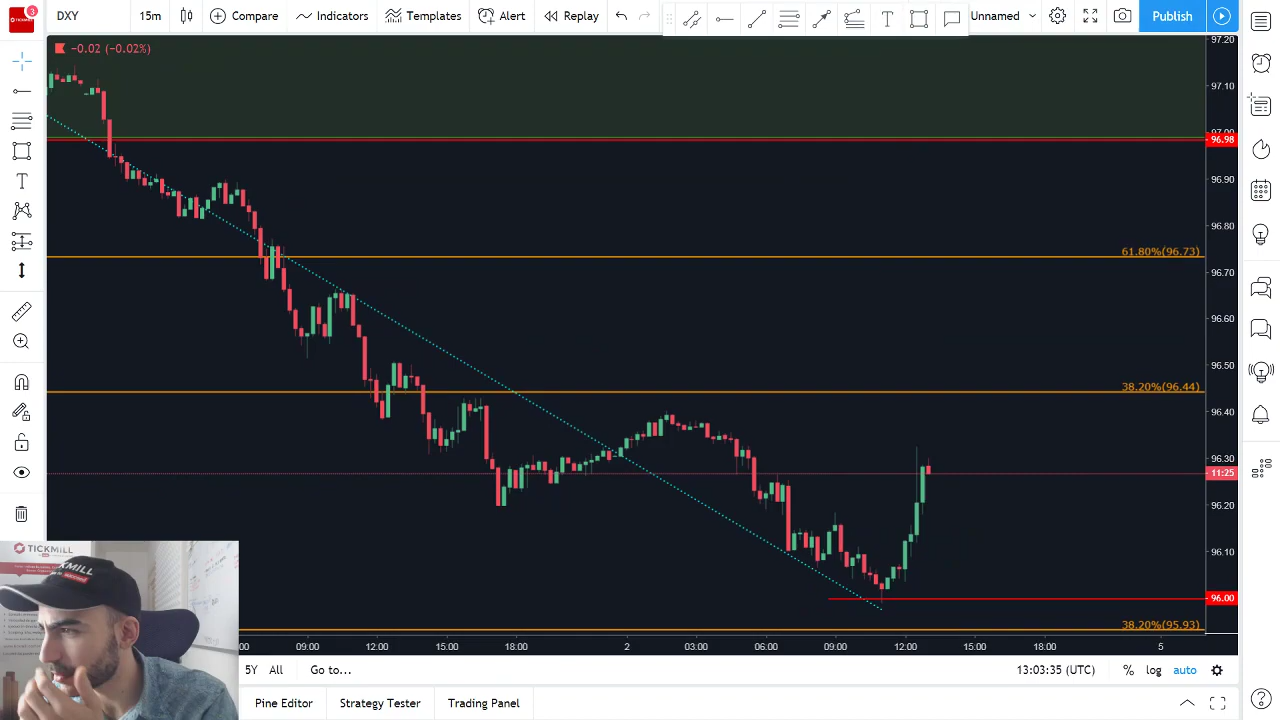 3
DXY
15m
Compare
Indicators
Templates
Alert
Replay
Unnamed
Publish
−0.02 (−0.02%)
97.20
97.10
97.00
96.98
96.90
96.80
61.80%(96.73)
96.70
96.60
96.50
38.20%(96.44)
96.40
96.30
11:25
96.20
96.10
96.00
38.20%(95.93)
09:00
12:00
15:00
18:00
2
03:00
06:00
09:00
12:00
15:00
18:00
5
5Y
All
Go to...
13:03:35 (UTC)
%
log
auto
Pine Editor
Strategy Tester
Trading Panel
TICKMILL